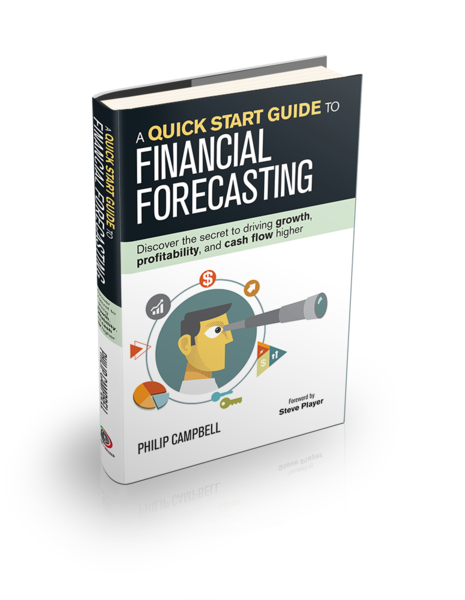 A QUICK START GUIDE TO
FINANCIAL
FORECASTING
Discover the secret to driving growth,
profitability, and cash flow higher
$
$
Foreword by
Steve Player
PHILIP CAMPBELL
A QUICK START GUIDE TO
FINANCIAL FORECASTING
PHILIP CAMPBELL